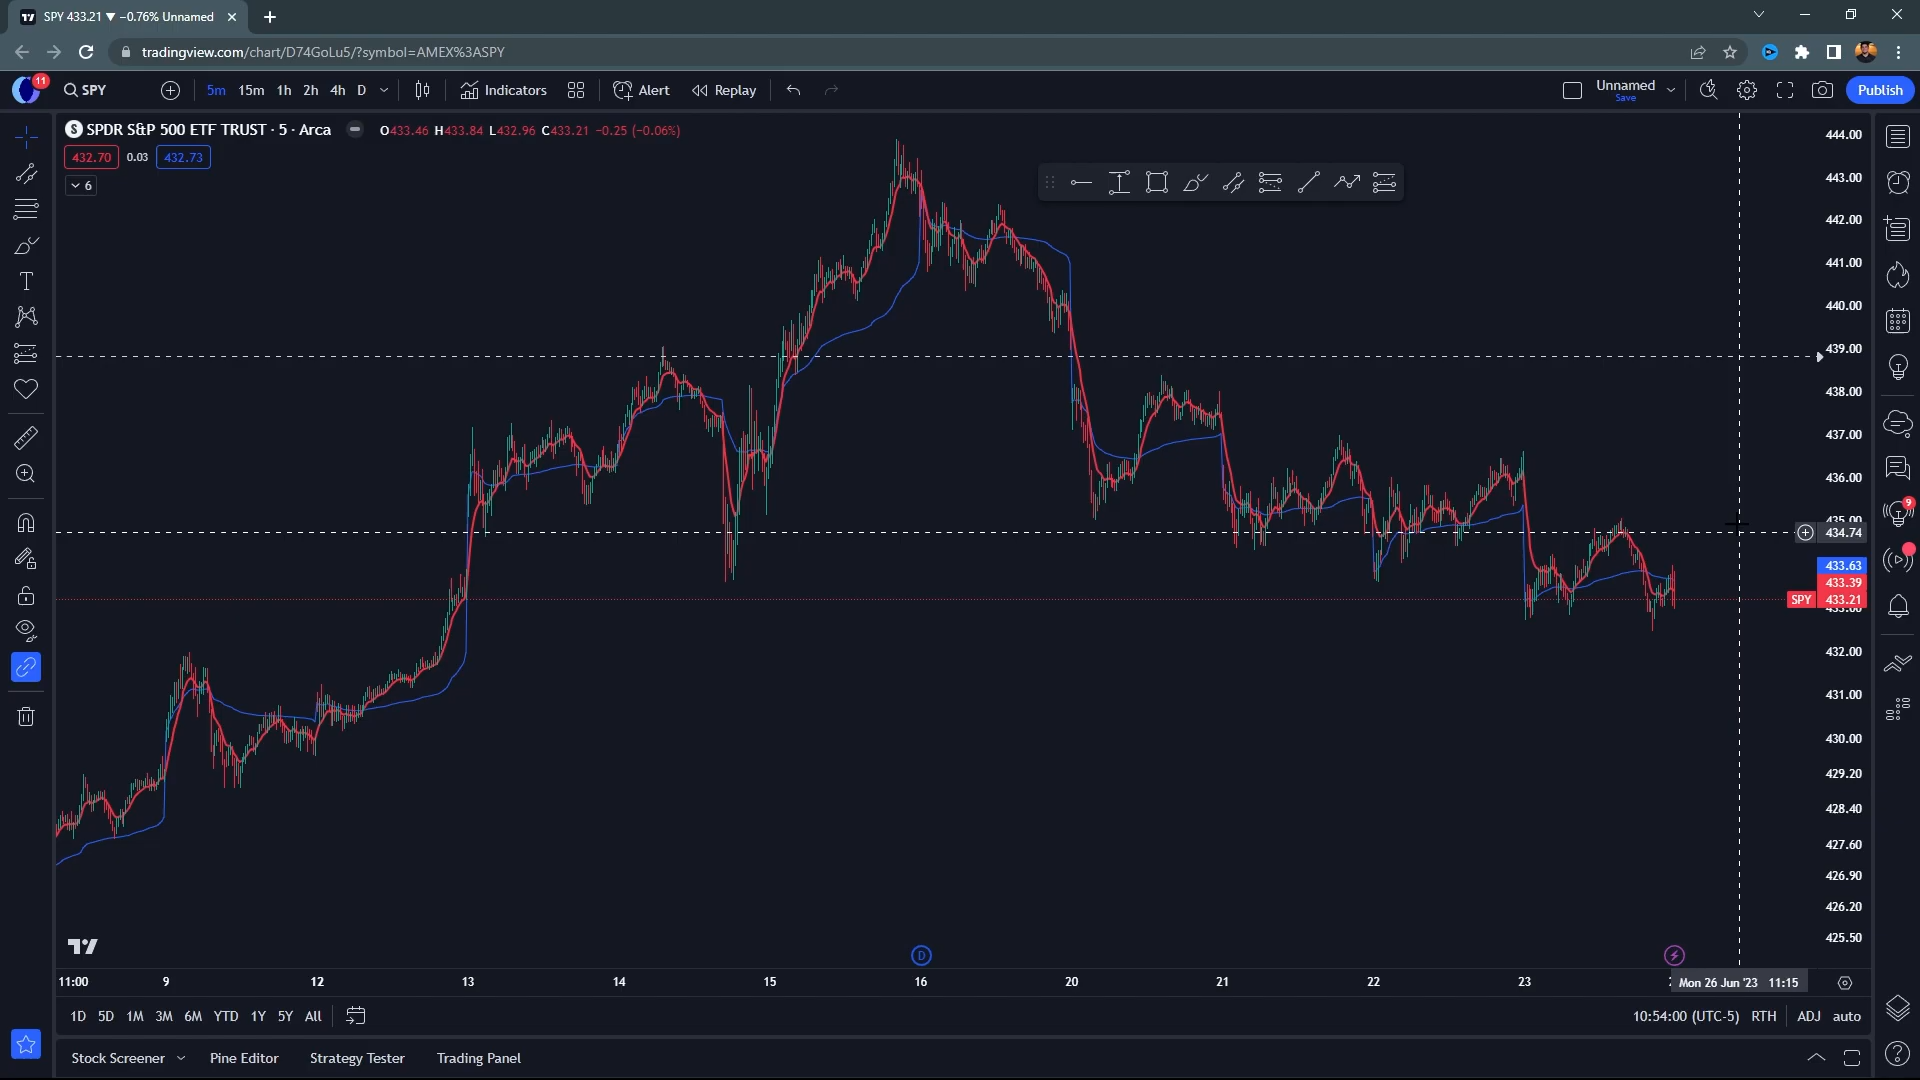 SPY 433.21 ▼ −0.76% Unnamed
tradingview.com/chart/D74GoLu5/?symbol=AMEX%3ASPY
11
SPY 5m 15m 1h 2h 4h D Indicators Alert Replay Unnamed Publish
Save
S SPDR S&P 500 ETF TRUST · 5 · Arca O433.46 H433.84 L432.96 C433.21 −0.25 (−0.06%)
432.70 0.03 432.73
6
444.00
443.00
442.00
441.00
440.00
439.00
438.00
437.00
436.00
435.00
434.74
9
433.63
433.39
SPY 433.21
433.00
432.00
431.00
430.00
429.20
428.40
427.60
426.90
426.20
425.50
D
11:00 9 12 13 14 15 16 20 21 22 23 Mon 26 Jun '23 11:15
1D 5D 1M 3M 6M YTD 1Y 5Y All 10:54:00 (UTC-5) RTH ADJ auto
Stock Screener Pine Editor Strategy Tester Trading Panel